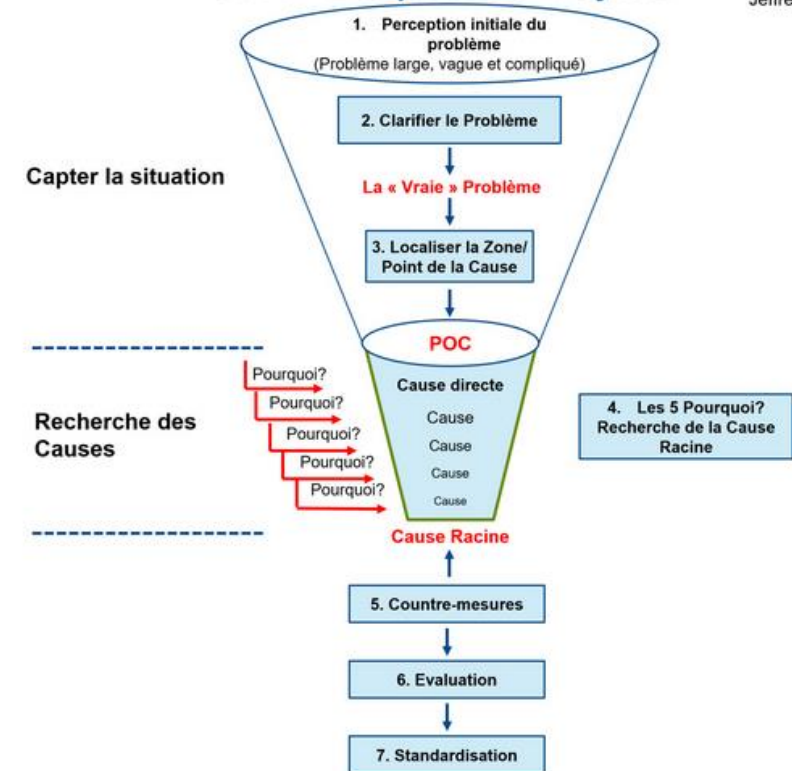 1. Perception initiale du
problème
(Problème large, vague et compliqué)
2. Clarifier le Problème
Capter la situation
La « Vraie » Problème
3. Localiser la Zone/
Point de la Cause
POC
Pourquoi?
Pourquoi?
Pourquoi?
Pourquoi?
Pourquoi?
Cause directe
Cause
Cause
Cause
Cause
Recherche des
Causes
4. Les 5 Pourquoi?
Recherche de la Cause
Racine
Cause Racine
5. Countre-mesures
6. Evaluation
7. Standardisation